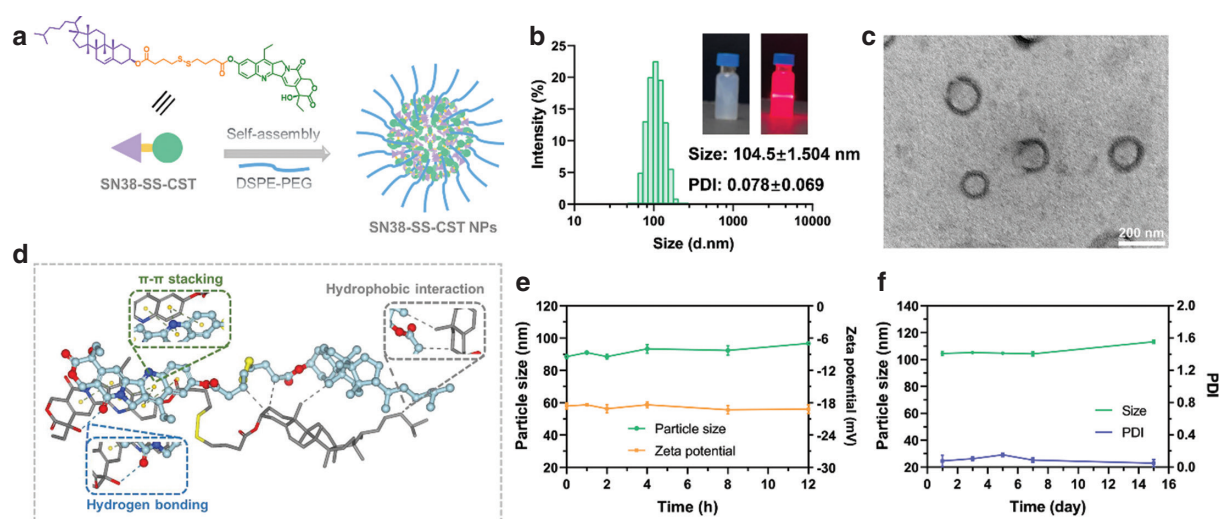 a
O
O
S
S
O
O
N
N
O
O
HO
O
Self-assembly
DSPE-PEG
SN38-SS-CST
SN38-SS-CST NPs
b
Intensity (%)
25
20
15
10
5
0
10
100
1000
10000
Size (d.nm)
Size: 104.5±1.504 nm
PDI: 0.078±0.069
c
200 nm
d
π-π stacking
Hydrophobic interaction
Hydrogen bonding
e
Particle size (nm)
120
100
80
60
40
20
0
2
4
6
8
10
12
Time (h)
0
-6
-9
-12
-15
-18
-21
-24
-30
Zeta potential (mV)
Particle size
Zeta potential
f
Particle size (nm)
140
120
100
80
60
40
20
0
2
4
6
8
10
12
14
16
Time (day)
2.0
1.6
1.2
0.8
0.4
0.0
PDI
Size
PDI